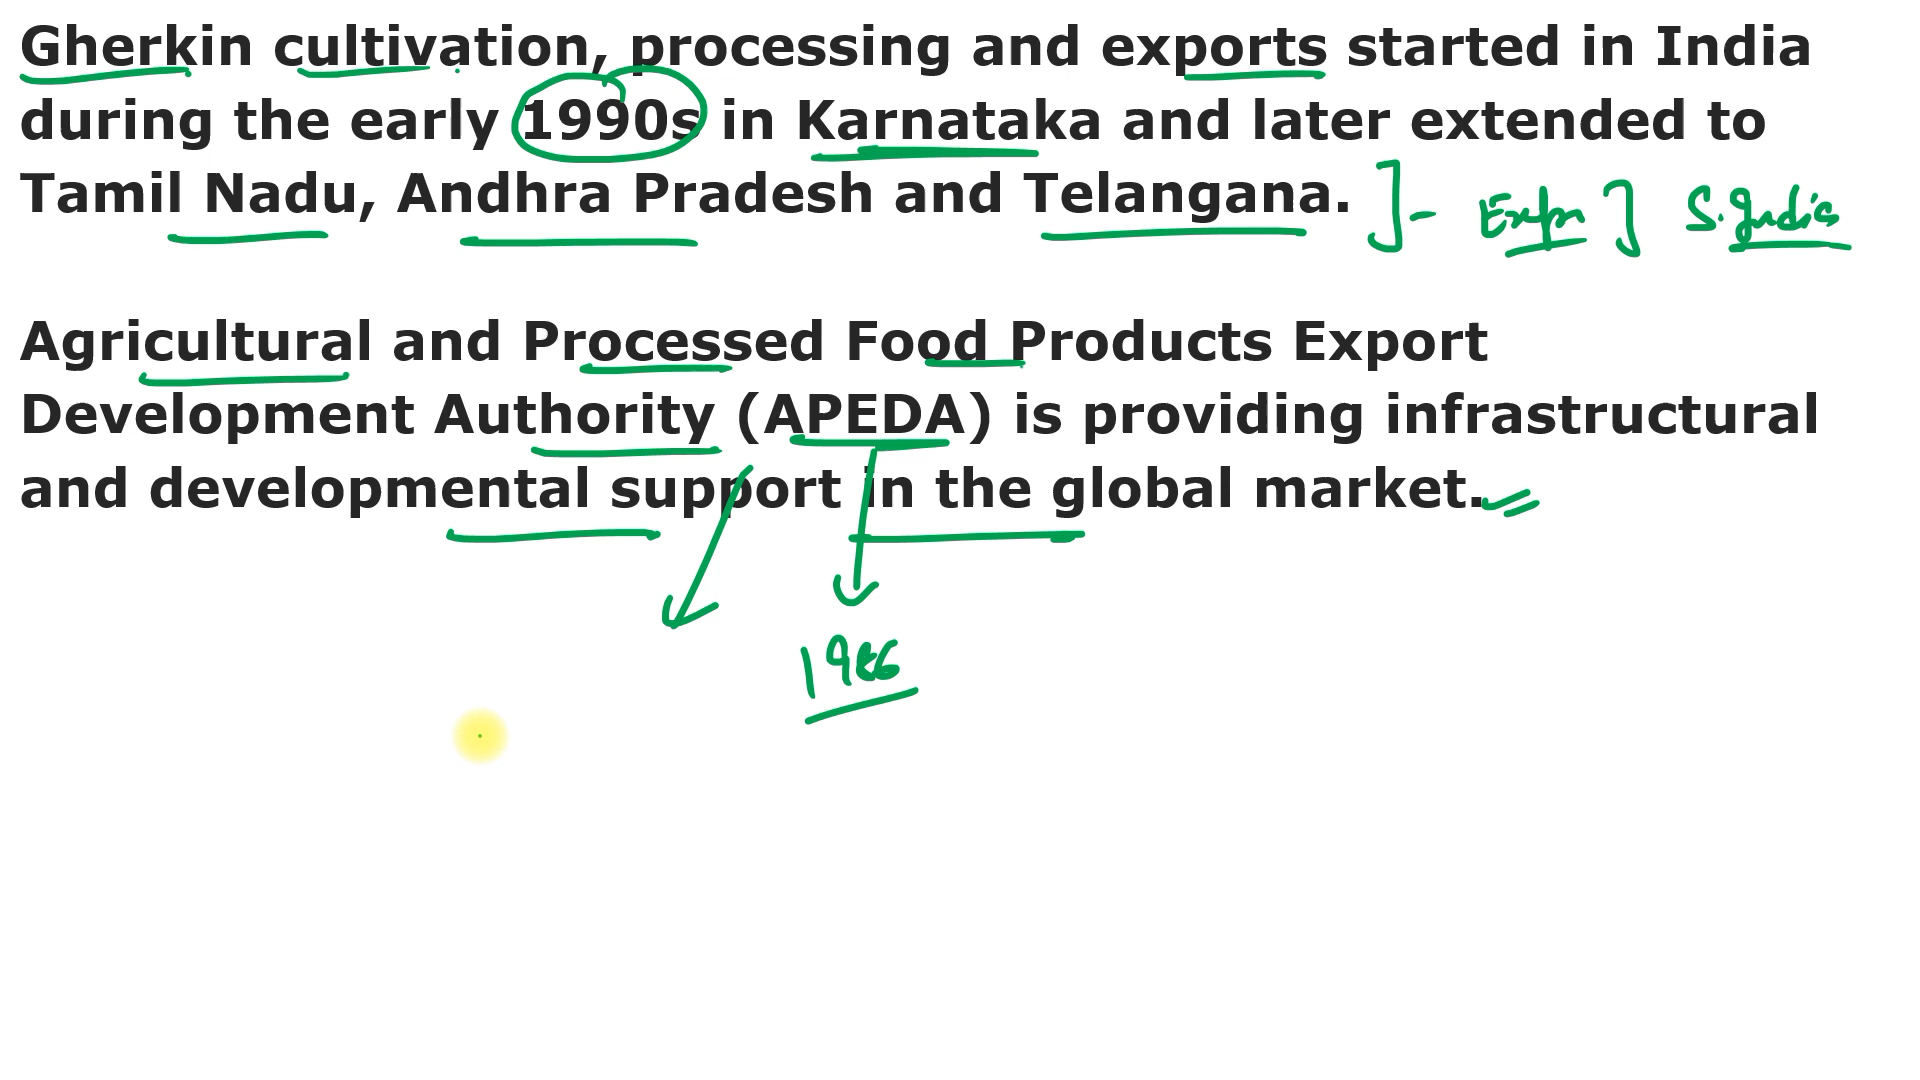 Gherkin cultivation, processing and exports started in India
during the early 1990s in Karnataka and later extended to
Tamil Nadu, Andhra Pradesh and Telangana. ]- Expn ] S. India
Agricultural and Processed Food Products Export
Development Authority (APEDA) is providing infrastructural
and developmental support in the global market.
1986